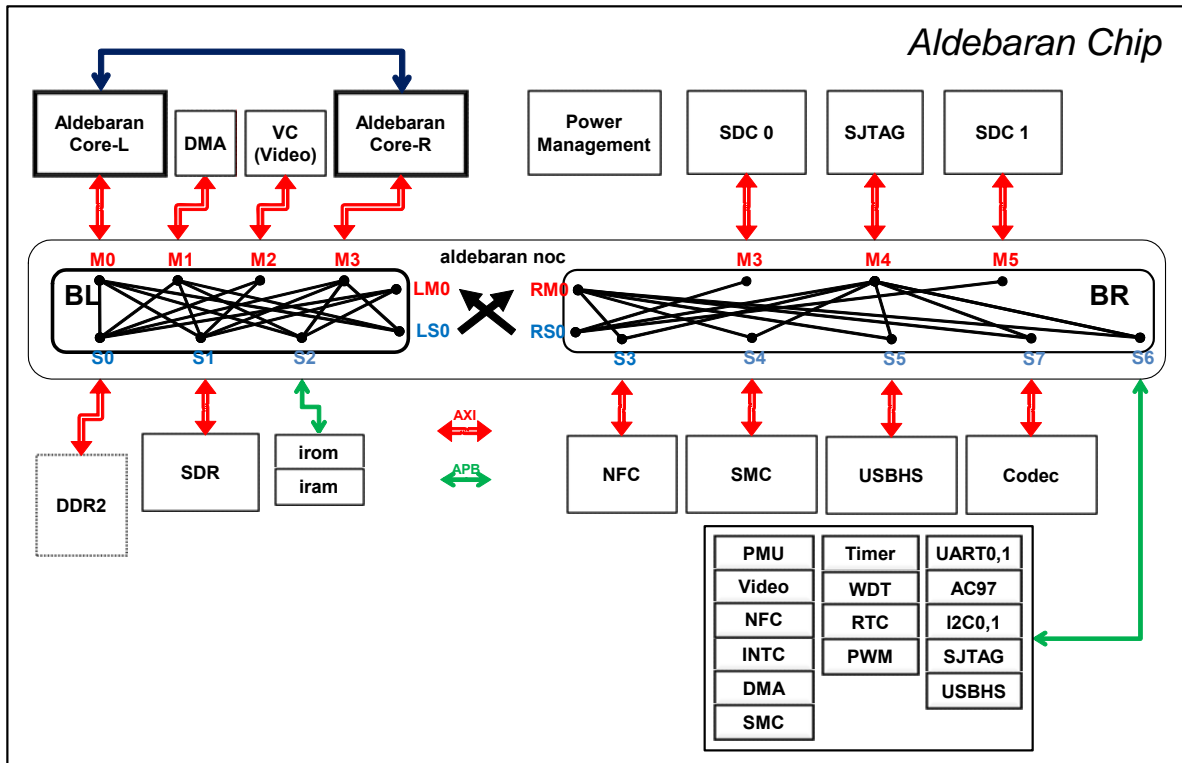 Aldebaran Chip
Aldebaran
Core-L
DMA
VC
(Video)
Aldebaran
Core-R
Power
Management
SDC 0
SJTAG
SDC 1
M0
M1
M2
M3
aldebaran noc
M3
M4
M5
BL
LM0
RM0
BR
LS0
RS0
S0
S1
S2
S3
S4
S5
S7
S6
AXI
APB
DDR2
SDR
irom
iram
NFC
SMC
USBHS
Codec
PMU
Video
NFC
INTC
DMA
SMC
Timer
WDT
RTC
PWM
UART0,1
AC97
I2C0,1
SJTAG
USBHS